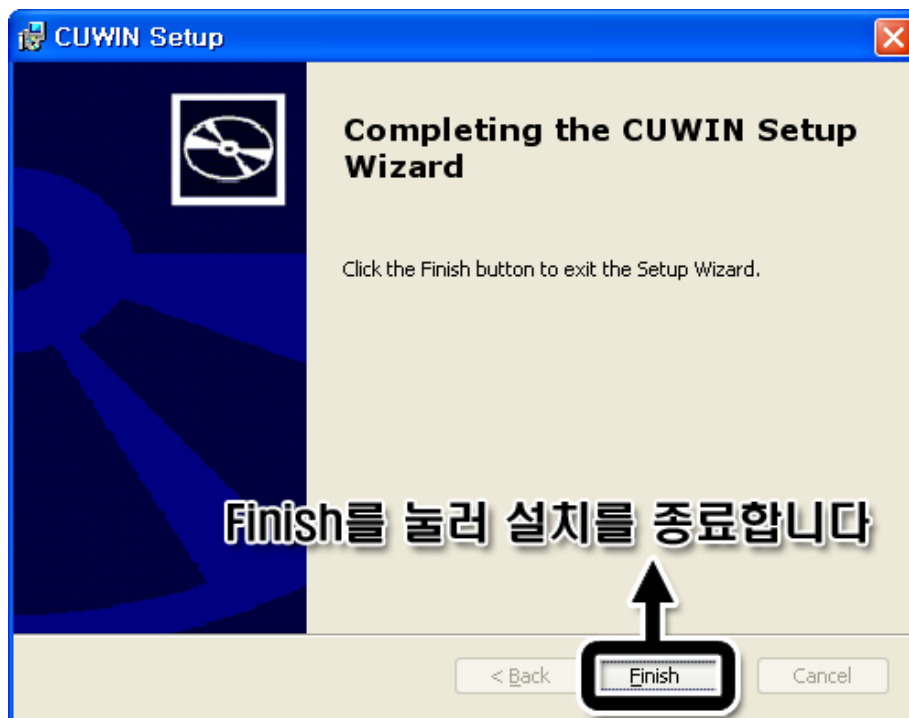 CUWIN Setup
Completing the CUWIN Setup
Wizard
Click the Finish button to exit the Setup Wizard.
Finish를 눌러 설치를 종료합니다
< Back
Finish
Cancel